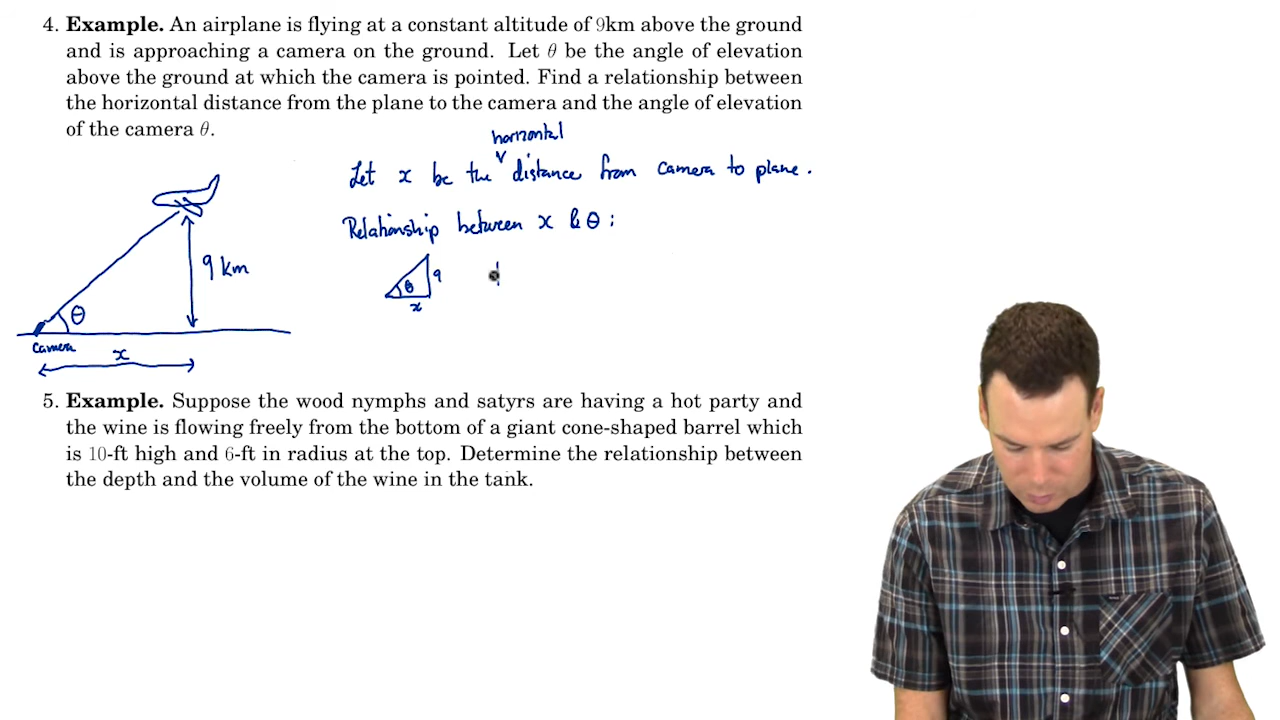 4. Example. An airplane is flying at a constant altitude of 9km above the ground
and is approaching a camera on the ground. Let θ be the angle of elevation
above the ground at which the camera is pointed. Find a relationship between
the horizontal distance from the plane to the camera and the angle of elevation
of the camera θ.
horizontal
Let x be the ∨ distance from camera to plane.
Relationship between x & θ :
9 km
θ
camera
x
θ
9
x
5. Example. Suppose the wood nymphs and satyrs are having a hot party and
the wine is flowing freely from the bottom of a giant cone-shaped barrel which
is 10-ft high and 6-ft in radius at the top. Determine the relationship between
the depth and the volume of the wine in the tank.